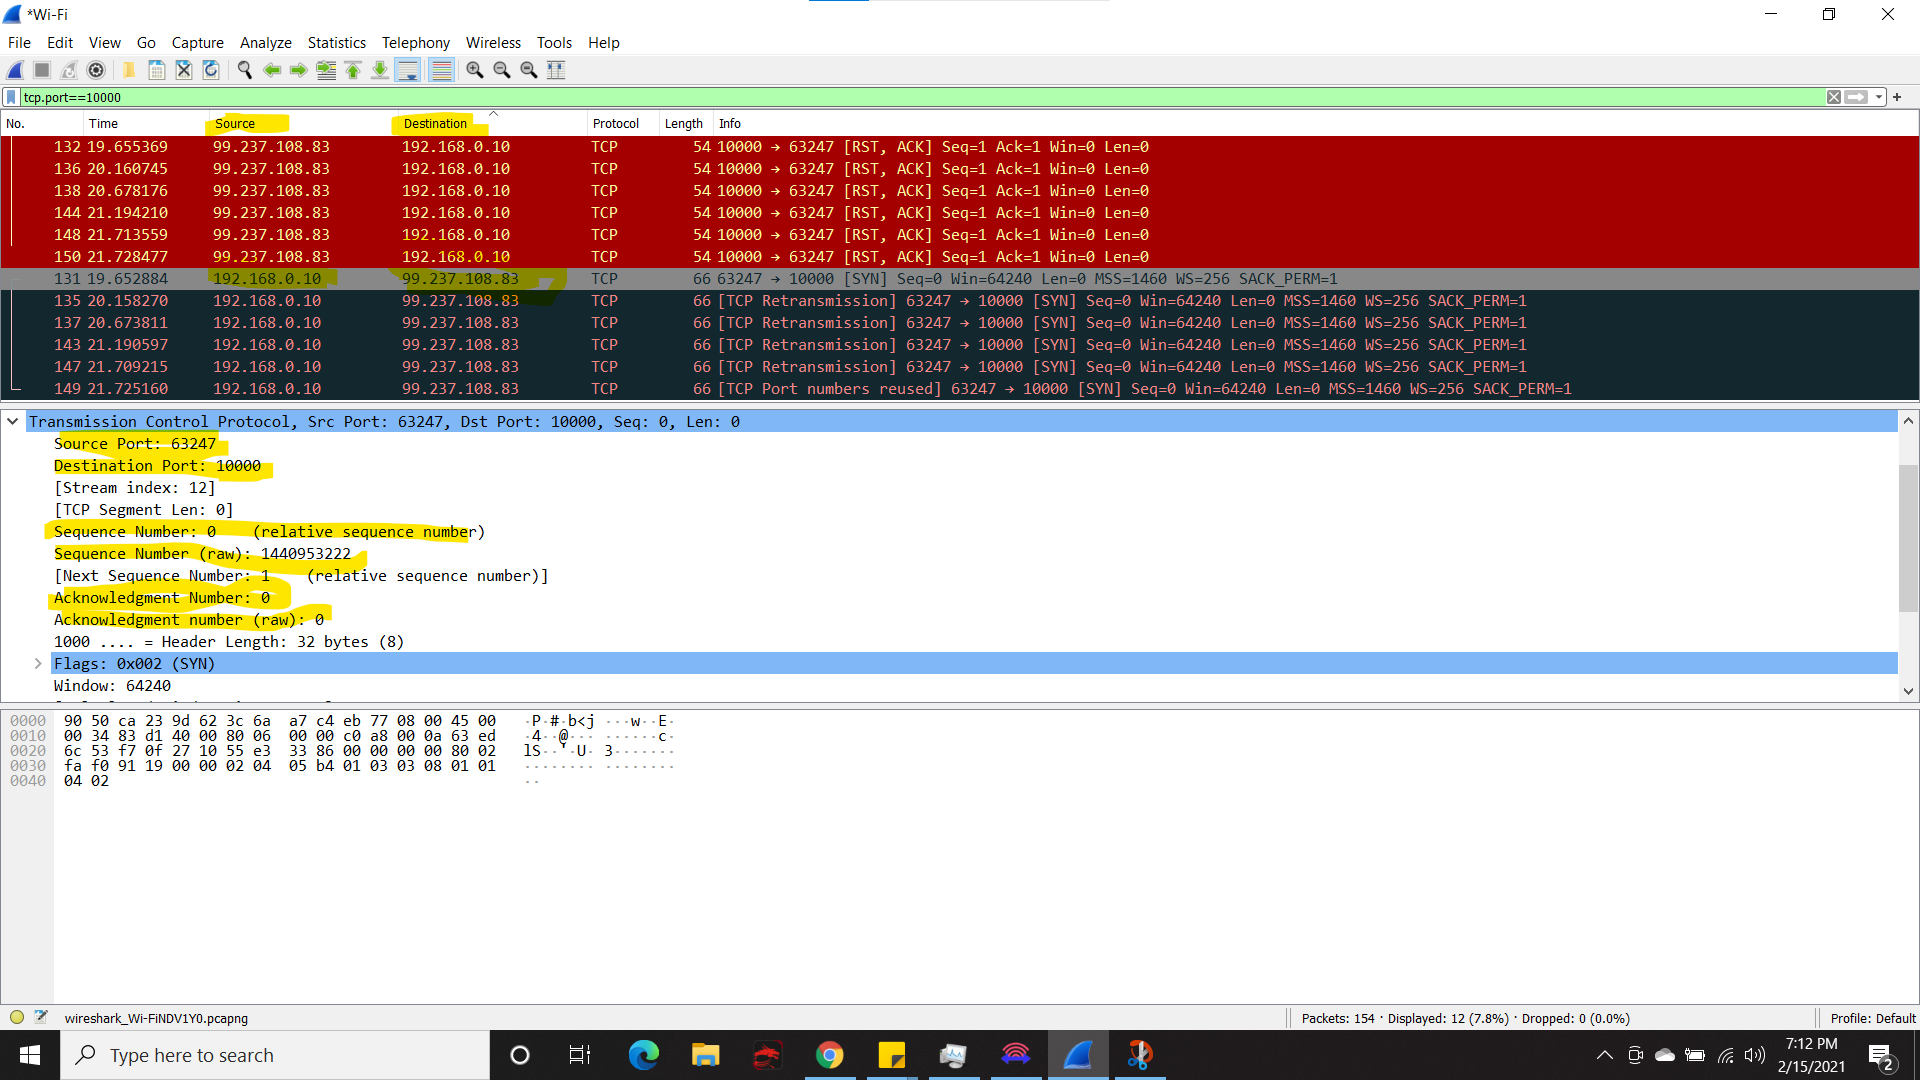 *Wi-Fi
File Edit View Go Capture Analyze Statistics Telephony Wireless Tools Help
tcp.port==10000
No. Time Source Destination Protocol Length Info
132 19.655369 99.237.108.83 192.168.0.10 TCP 54 10000 → 63247 [RST, ACK] Seq=1 Ack=1 Win=0 Len=0
136 20.160745 99.237.108.83 192.168.0.10 TCP 54 10000 → 63247 [RST, ACK] Seq=1 Ack=1 Win=0 Len=0
138 20.678176 99.237.108.83 192.168.0.10 TCP 54 10000 → 63247 [RST, ACK] Seq=1 Ack=1 Win=0 Len=0
144 21.194210 99.237.108.83 192.168.0.10 TCP 54 10000 → 63247 [RST, ACK] Seq=1 Ack=1 Win=0 Len=0
148 21.713559 99.237.108.83 192.168.0.10 TCP 54 10000 → 63247 [RST, ACK] Seq=1 Ack=1 Win=0 Len=0
150 21.728477 99.237.108.83 192.168.0.10 TCP 54 10000 → 63247 [RST, ACK] Seq=1 Ack=1 Win=0 Len=0
131 19.652884 192.168.0.10 99.237.108.83 TCP 66 63247 → 10000 [SYN] Seq=0 Win=64240 Len=0 MSS=1460 WS=256 SACK_PERM=1
135 20.158270 192.168.0.10 99.237.108.83 TCP 66 [TCP Retransmission] 63247 → 10000 [SYN] Seq=0 Win=64240 Len=0 MSS=1460 WS=256 SACK_PERM=1
137 20.673811 192.168.0.10 99.237.108.83 TCP 66 [TCP Retransmission] 63247 → 10000 [SYN] Seq=0 Win=64240 Len=0 MSS=1460 WS=256 SACK_PERM=1
143 21.190597 192.168.0.10 99.237.108.83 TCP 66 [TCP Retransmission] 63247 → 10000 [SYN] Seq=0 Win=64240 Len=0 MSS=1460 WS=256 SACK_PERM=1
147 21.709215 192.168.0.10 99.237.108.83 TCP 66 [TCP Retransmission] 63247 → 10000 [SYN] Seq=0 Win=64240 Len=0 MSS=1460 WS=256 SACK_PERM=1
149 21.725160 192.168.0.10 99.237.108.83 TCP 66 [TCP Port numbers reused] 63247 → 10000 [SYN] Seq=0 Win=64240 Len=0 MSS=1460 WS=256 SACK_PERM=1
Transmission Control Protocol, Src Port: 63247, Dst Port: 10000, Seq: 0, Len: 0
Source Port: 63247
Destination Port: 10000
[Stream index: 12]
[TCP Segment Len: 0]
Sequence Number: 0 (relative sequence number)
Sequence Number (raw): 1440953222
[Next Sequence Number: 1 (relative sequence number)]
Acknowledgment Number: 0
Acknowledgment number (raw): 0
1000 .... = Header Length: 32 bytes (8)
Flags: 0x002 (SYN)
Window: 64240
0000 90 50 ca 23 9d 62 3c 6a a7 c4 eb 77 08 00 45 00 ·P·#·b<j ···w··E·
0010 00 34 83 d1 40 00 80 06 00 00 c0 a8 00 0a 63 ed ·4··@··· ······c·
0020 6c 53 f7 0f 27 10 55 e3 33 86 00 00 00 00 80 02 lS··'·U· 3·······
0030 fa f0 91 19 00 00 02 04 05 b4 01 03 03 08 01 01 ········ ········
0040 04 02 ··
wireshark_Wi-FiNDV1Y0.pcapng Packets: 154 · Displayed: 12 (7.8%) · Dropped: 0 (0.0%) Profile: Default
Type here to search
7:12 PM
2/15/2021
2